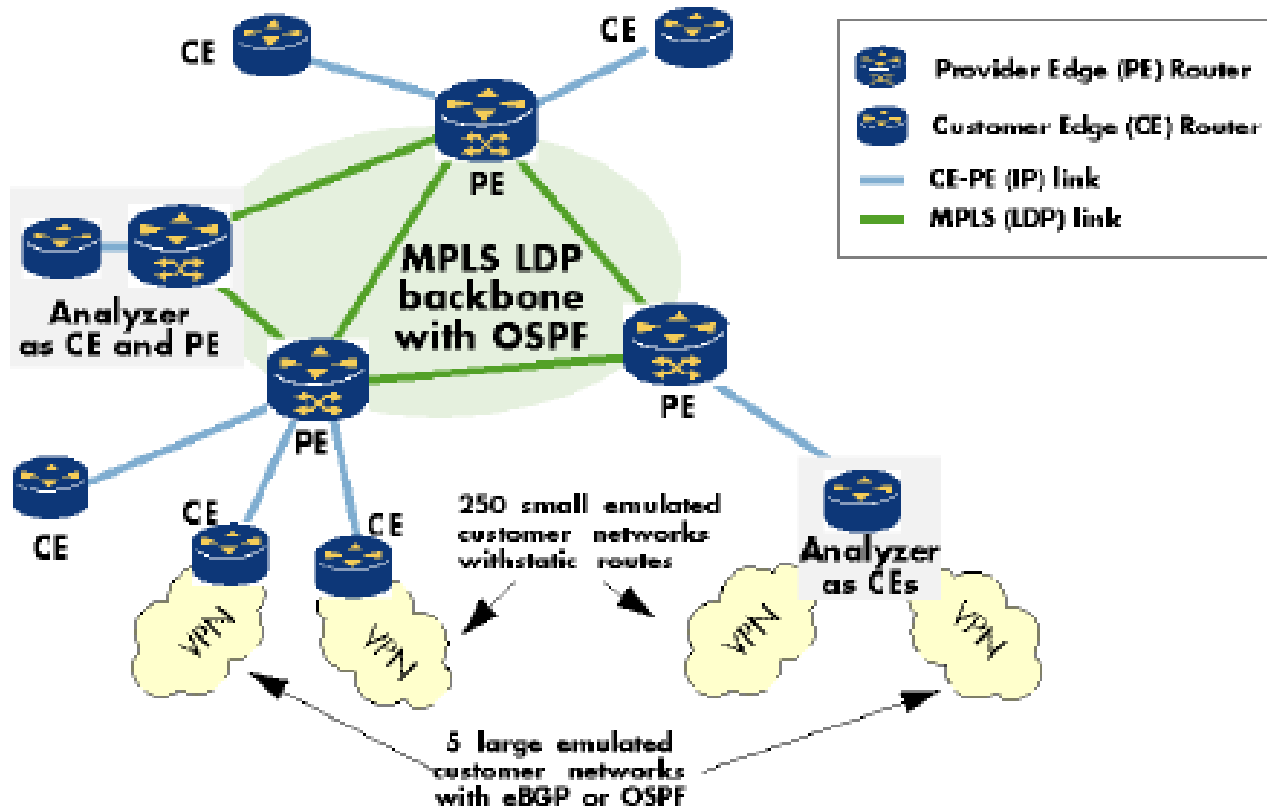 CE
CE
Provider Edge (PE) Router
Customer Edge (CE) Router
CE-PE (IP) link
MPLS (LDP) link
PE
MPLS LDP
backbone
with OSPF
Analyzer
as CE and PE
PE
PE
CE
CE
CE
250 small emulated
customer networks
withstatic routes
Analyzer
as CEs
VPN
VPN
VPN
VPN
5 large emulated
customer networks
with eBGP or OSPF